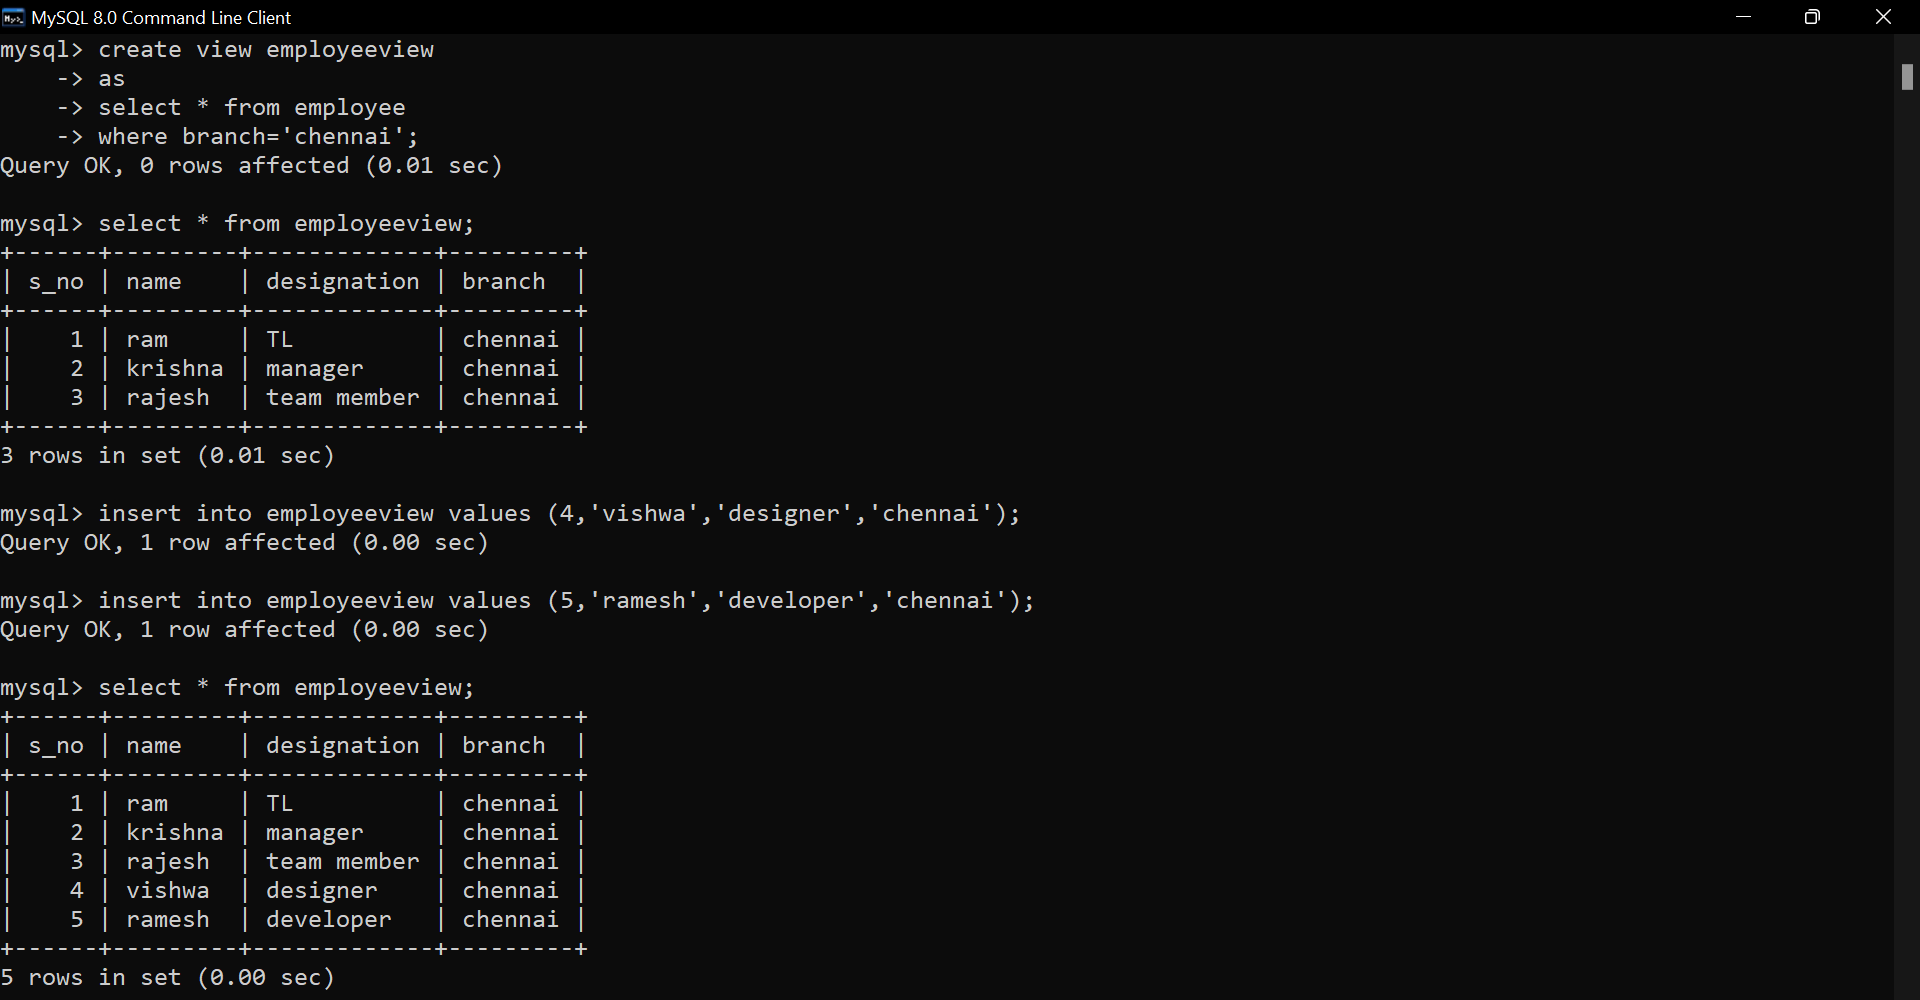 MySQL 8.0 Command Line Client
mysql> create view employeeview
    -> as
    -> select * from employee
    -> where branch='chennai';
Query OK, 0 rows affected (0.01 sec)

mysql> select * from employeeview;
+------+---------+-------------+---------+
| s_no | name    | designation | branch  |
+------+---------+-------------+---------+
|    1 | ram     | TL          | chennai |
|    2 | krishna | manager     | chennai |
|    3 | rajesh  | team member | chennai |
+------+---------+-------------+---------+
3 rows in set (0.01 sec)

mysql> insert into employeeview values (4,'vishwa','designer','chennai');
Query OK, 1 row affected (0.00 sec)

mysql> insert into employeeview values (5,'ramesh','developer','chennai');
Query OK, 1 row affected (0.00 sec)

mysql> select * from employeeview;
+------+---------+-------------+---------+
| s_no | name    | designation | branch  |
+------+---------+-------------+---------+
|    1 | ram     | TL          | chennai |
|    2 | krishna | manager     | chennai |
|    3 | rajesh  | team member | chennai |
|    4 | vishwa  | designer    | chennai |
|    5 | ramesh  | developer   | chennai |
+------+---------+-------------+---------+
5 rows in set (0.00 sec)